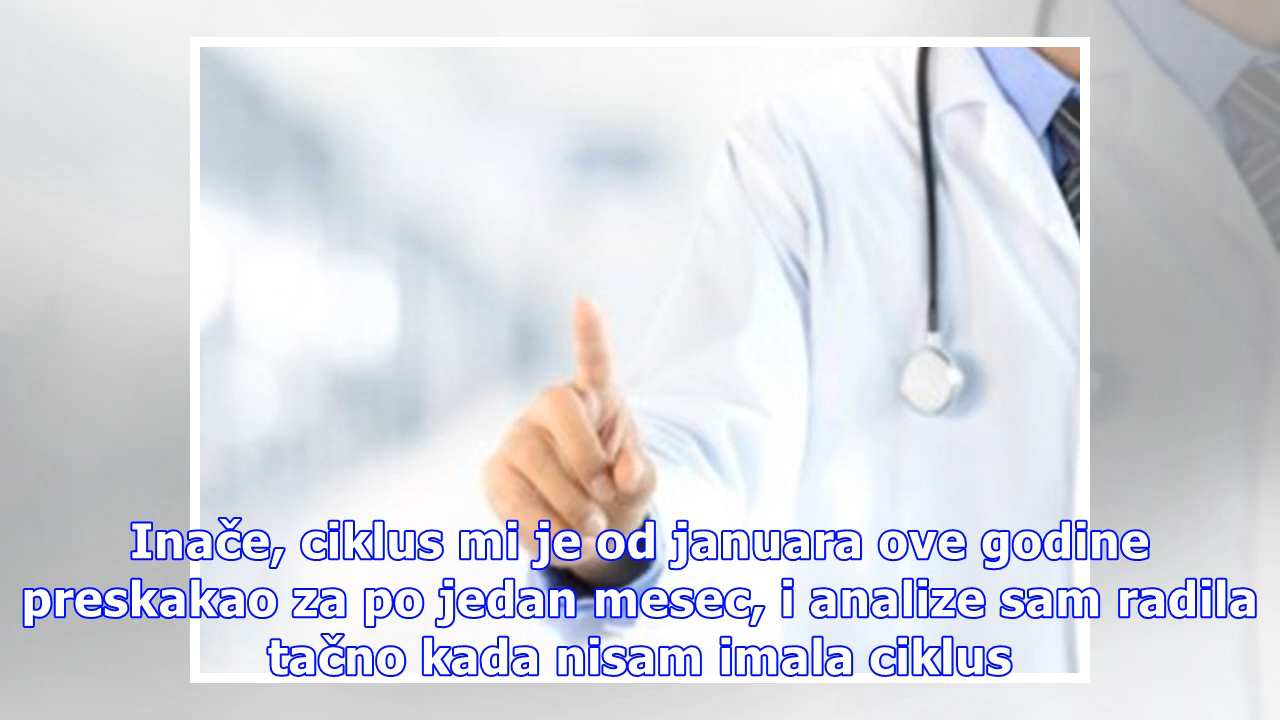 Inače, ciklus mi je od januara ove godine
preskakao za po jedan mesec, i analize sam radila
tačno kada nisam imala ciklus